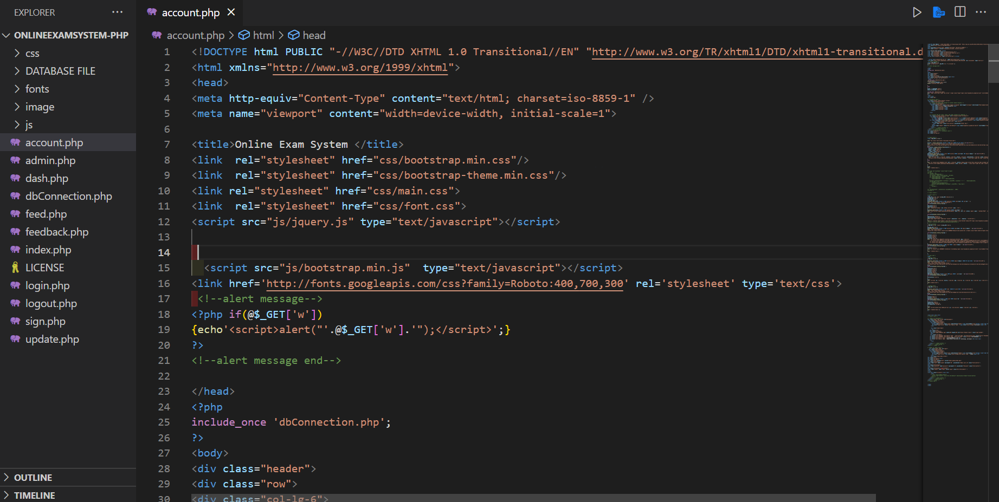 EXPLORER
ONLINEEXAMSYSTEM-PHP
css
DATABASE FILE
fonts
image
js
account.php
admin.php
dash.php
dbConnection.php
feed.php
feedback.php
index.php
LICENSE
login.php
logout.php
sign.php
update.php
OUTLINE
TIMELINE
account.php
account.php > html > head
1 <!DOCTYPE html PUBLIC "-//W3C//DTD XHTML 1.0 Transitional//EN" "http://www.w3.org/TR/xhtml1/DTD/xhtml1-transitional.d
2 <html xmlns="http://www.w3.org/1999/xhtml">
3 <head>
4 <meta http-equiv="Content-Type" content="text/html; charset=iso-8859-1" />
5 <meta name="viewport" content="width=device-width, initial-scale=1">
6
7 <title>Online Exam System </title>
8 <link  rel="stylesheet" href="css/bootstrap.min.css"/>
9 <link  rel="stylesheet" href="css/bootstrap-theme.min.css"/>
10 <link rel="stylesheet" href="css/main.css">
11 <link  rel="stylesheet" href="css/font.css">
12 <script src="js/jquery.js" type="text/javascript"></script>
13
14
15   <script src="js/bootstrap.min.js"  type="text/javascript"></script>
16 <link href='http://fonts.googleapis.com/css?family=Roboto:400,700,300' rel='stylesheet' type='text/css'>
17  <!--alert message-->
18 <?php if(@$_GET['w'])
19 {echo'<script>alert("'.@$_GET['w'].'");</script>';}
20 ?>
21 <!--alert message end-->
22
23 </head>
24 <?php
25 include_once 'dbConnection.php';
26 ?>
27 <body>
28 <div class="header">
29 <div class="row">
30 <div class="col-lg-6">